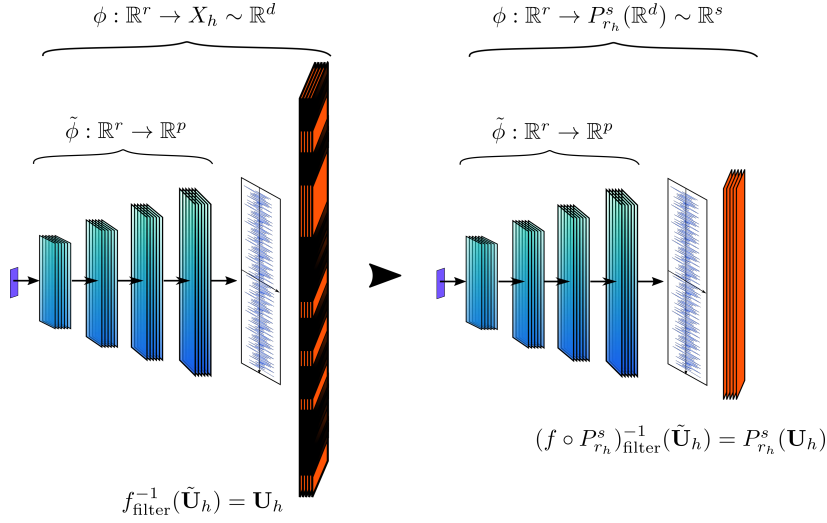 ϕ : ℝ^r → X_h ∼ ℝ^d
ϕ : ℝ^r → P^s_{r_h}(ℝ^d) ∼ ℝ^s
ϕ̃ : ℝ^r → ℝ^p
ϕ̃ : ℝ^r → ℝ^p
(f ∘ P^s_{r_h})^{-1}_{filter}(Ũ_h) = P^s_{r_h}(U_h)
f^{-1}_{filter}(Ũ_h) = U_h